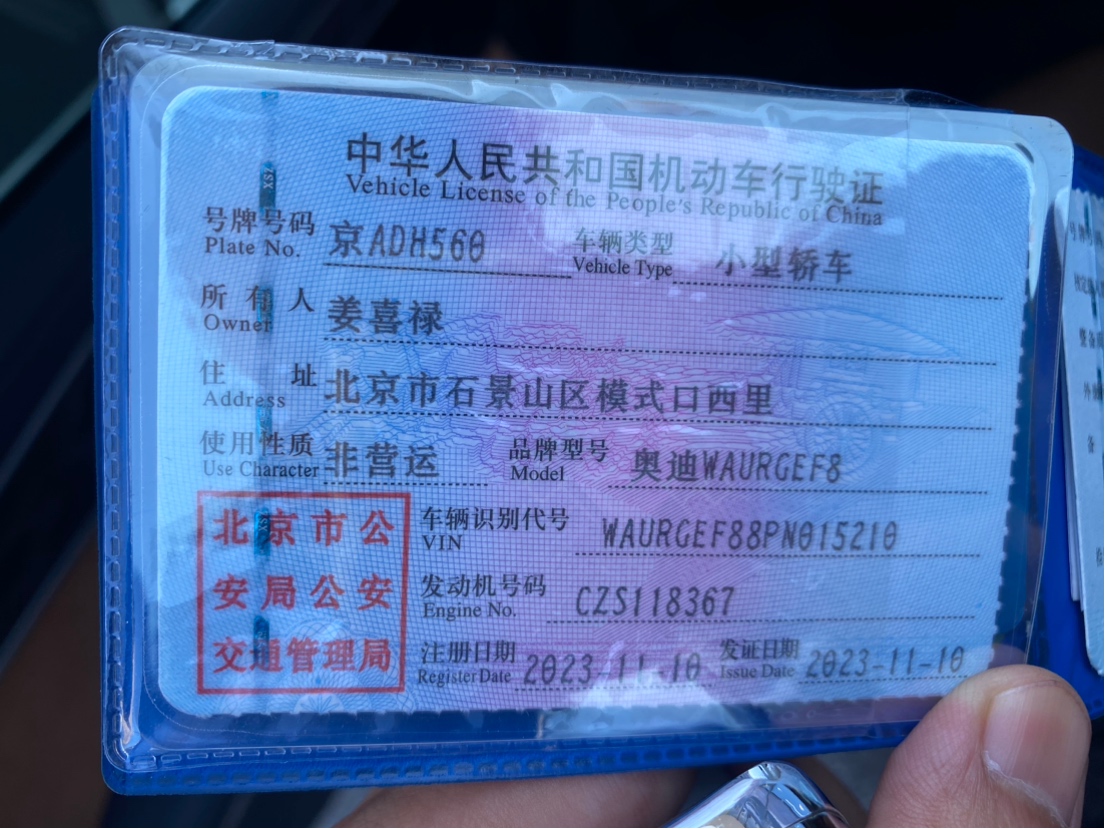 中华人民共和国机动车行驶证
Vehicle License of the People's Republic of China
号牌号码 京ADH560 车辆类型 小型轿车
Plate No. Vehicle Type
所有人 姜喜禄
Owner
住址 北京市石景山区模式口西里
Address
使用性质 非营运 品牌型号 奥迪WAURGEF8
Use Character Model
北京市公
安局公安
交通管理局
车辆识别代号 WAURGEF88PN015210
VIN
发动机号码 CZS118367
Engine No.
注册日期 2023-11-10 发证日期 2023-11-10
Register Date Issue Date